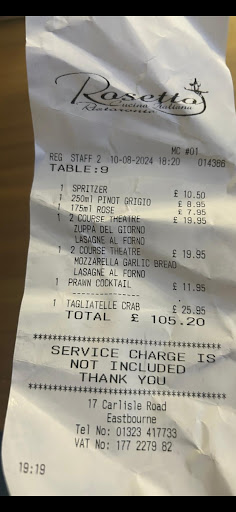 Rosetto
Cucina Italiana
Ristorante
MC #01
REG STAFF 2 10-08-2024 18:20 014386
TABLE:9
1 SPRITZER £ 10.50
1 250ml PINOT GRIGIO £ 8.95
1 175ml ROSE £ 7.95
1 2 COURSE THEATRE £ 19.95
ZUPPA DEL GIORNO
LASAGNE AL FORNO
1 2 COURSE THEATRE £ 19.95
MOZZARELLA GARLIC BREAD
LASAGNE AL FORNO
1 PRAWN COCKTAIL £ 11.95
---------------
1 TAGLIATELLE CRAB £ 25.95
TOTAL £ 105.20
********************************
SERVICE CHARGE IS
NOT INCLUDED
THANK YOU
********************************
17 Carlisle Road
Eastbourne
Tel No: 01323 417733
VAT No: 177 2279 82
19:19